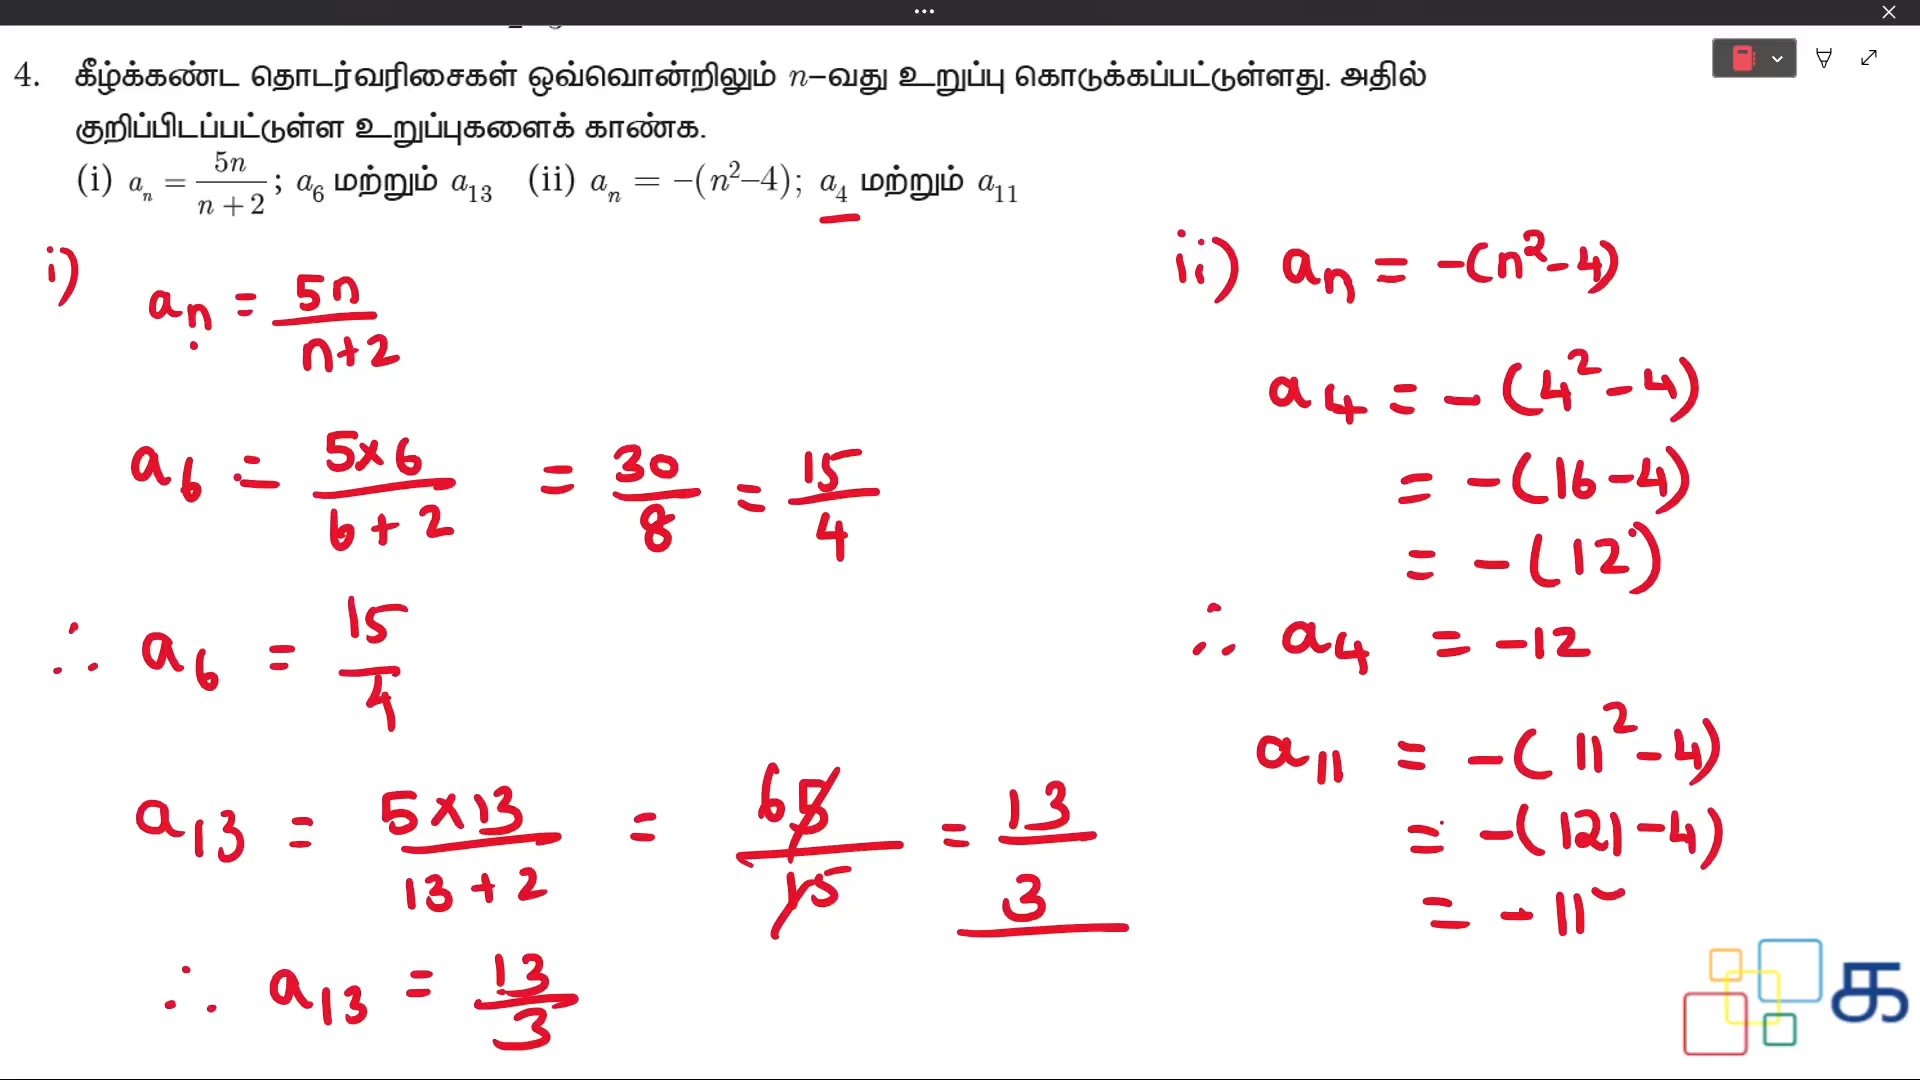 4. கீழ்க்கண்ட தொடர்வரிசைகள் ஒவ்வொன்றிலும் n–வது உறுப்பு கொடுக்கப்பட்டுள்ளது. அதில்
குறிப்பிடப்பட்டுள்ள உறுப்புகளைக் காண்க.
(i) aₙ = 5n/(n + 2) ; a₆ மற்றும் a₁₃ (ii) aₙ = –(n²–4); a₄ மற்றும் a₁₁
i)
aₙ = 5n/(n+2)
a₆ = (5×6)/(6+2) = 30/8 = 15/4
∴ a₆ = 15/4
a₁₃ = (5×13)/(13+2) = 65/15 = 13/3
∴ a₁₃ = 13/3
ii) aₙ = -(n²-4)
a₄ = -(4²-4)
= -(16-4)
= -(12)
∴ a₄ = -12
a₁₁ = -(11²-4)
= -(121-4)
= -11
க